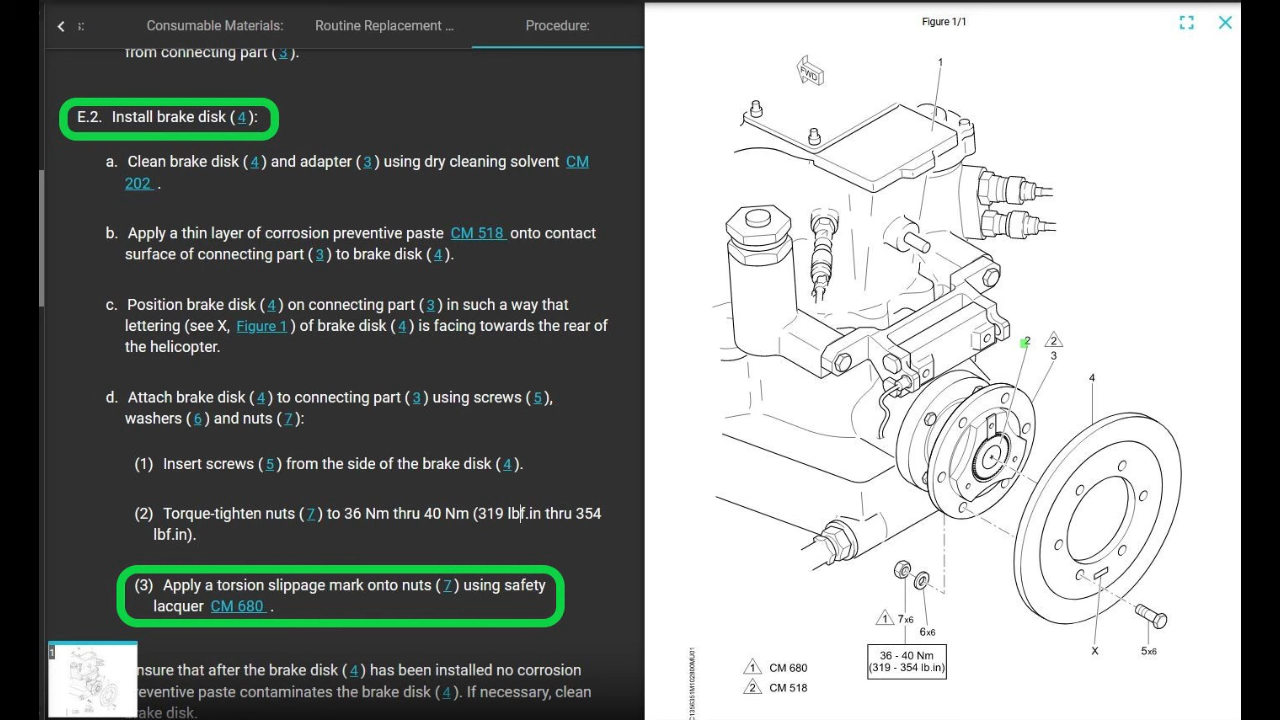 s:
Consumable Materials:
Routine Replacement ...
Procedure:
from connecting part (3).
E.2. Install brake disk (4):
a. Clean brake disk (4) and adapter (3) using dry cleaning solvent CM
202 .
b. Apply a thin layer of corrosion preventive paste CM 518 onto contact
surface of connecting part (3) to brake disk (4).
c. Position brake disk (4) on connecting part (3) in such a way that
lettering (see X, Figure 1) of brake disk (4) is facing towards the rear of
the helicopter.
d. Attach brake disk (4) to connecting part (3) using screws (5),
washers (6) and nuts (7):
(1) Insert screws (5) from the side of the brake disk (4).
(2) Torque-tighten nuts (7) to 36 Nm thru 40 Nm (319 lbf.in thru 354
lbf.in).
(3) Apply a torsion slippage mark onto nuts (7) using safety
lacquer CM 680 .
nsure that after the brake disk (4) has been installed no corrosion
reventive paste contaminates the brake disk (4). If necessary, clean
ake disk.
1
Figure 1/1
FWD
1
2
2
3
4
1
7x6
6x6
X
5x6
36 - 40 Nm
(319 - 354 lb.in)
1 CM 680
2 CM 518